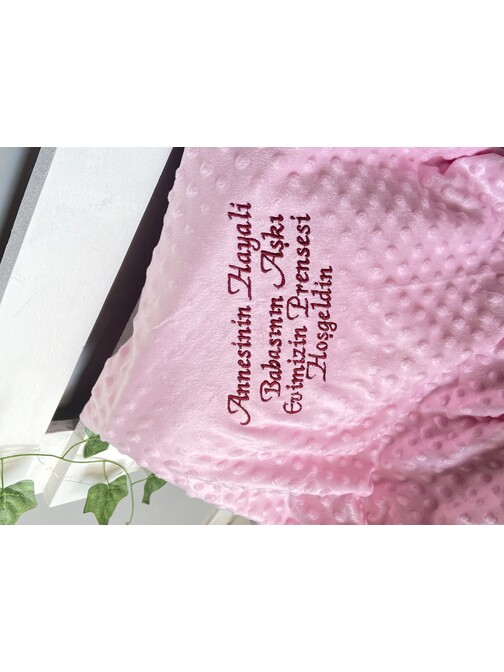 Annesinin Hayali
Babasının Aşkı
Evimizin Prensesi
Hoşgeldin